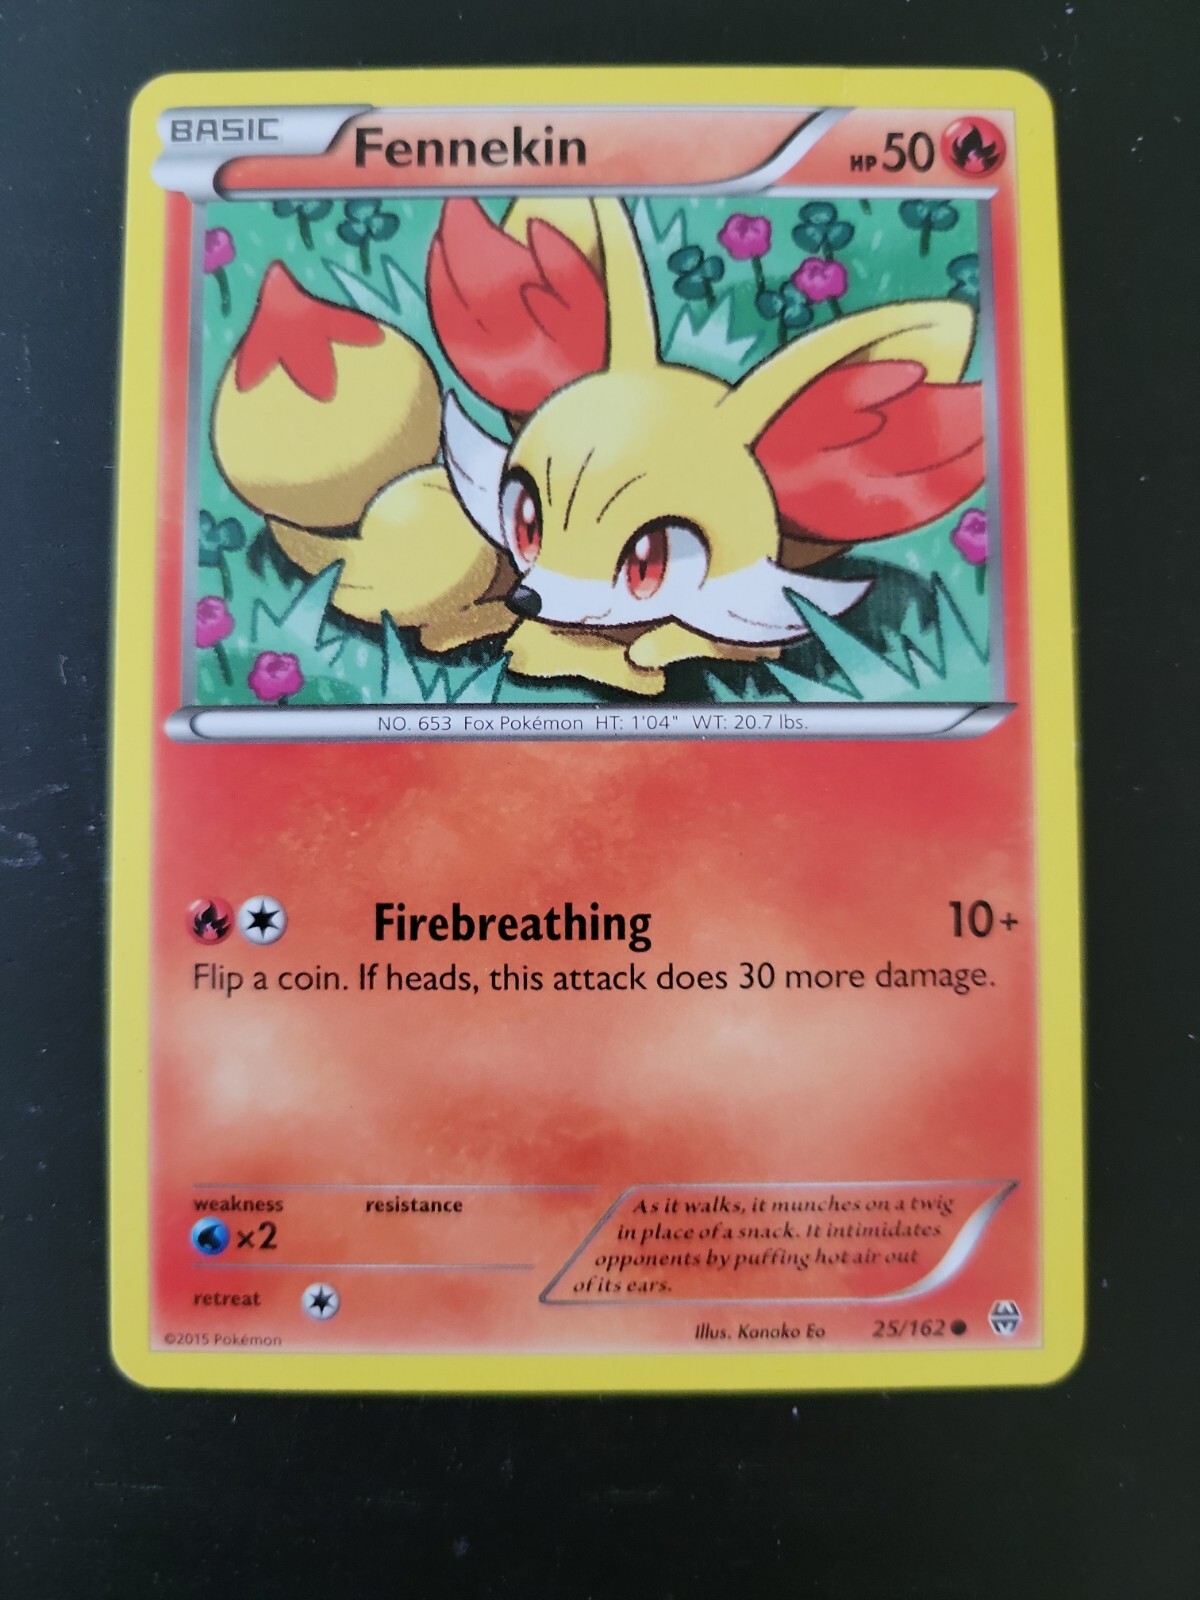 BASIC Fennekin HP 50
NO. 653 Fox Pokémon HT: 1'04" WT: 20.7 lbs.
Firebreathing 10+
Flip a coin. If heads, this attack does 30 more damage.
weakness resistance
×2
As it walks, it munches on a twig
in place of a snack. It intimidates
opponents by puffing hot air out
of its ears.
retreat
©2015 Pokémon
Illus. Kanako Eo 25/162